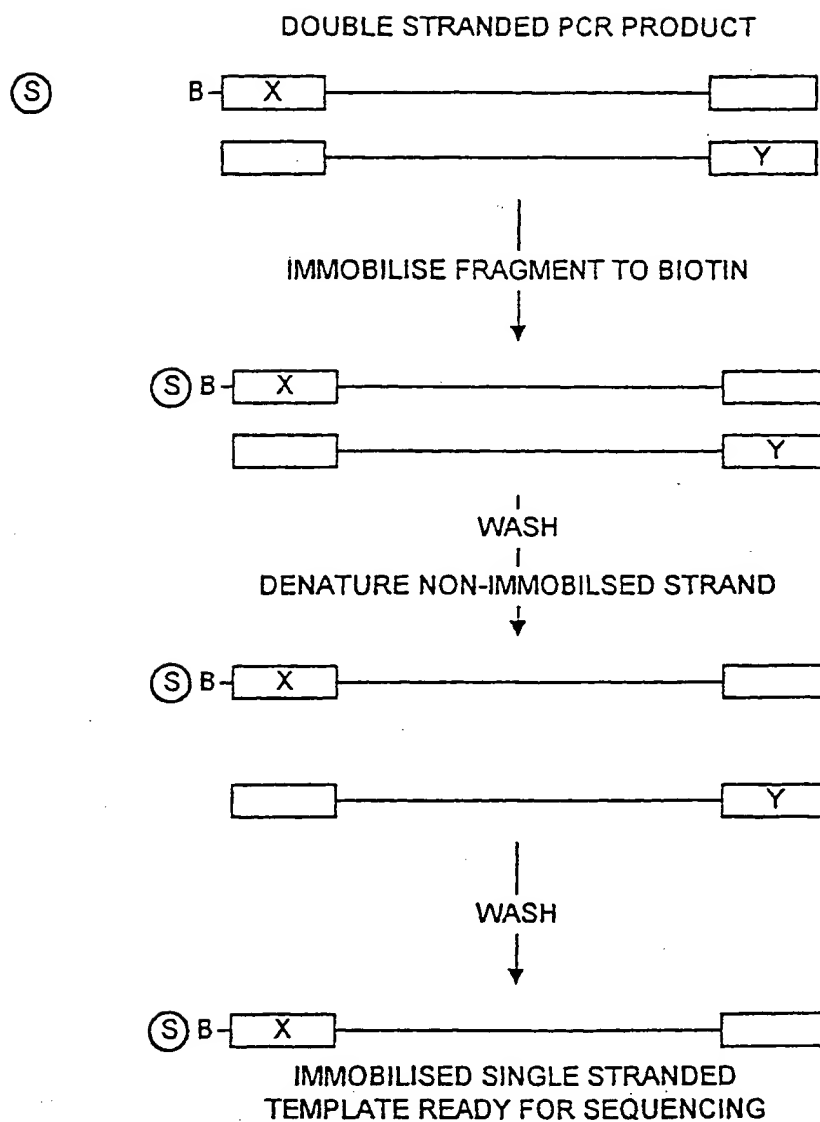 DOUBLE STRANDED PCR PRODUCT
S B X
Y
IMMOBILISE FRAGMENT TO BIOTIN
S B X
Y
WASH
DENATURE NON-IMMOBILSED STRAND
S B X
Y
WASH
S B X
IMMOBILISED SINGLE STRANDED
TEMPLATE READY FOR SEQUENCING